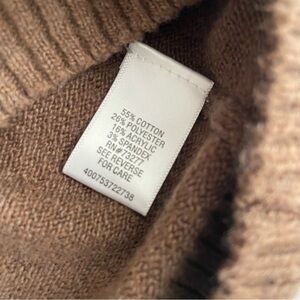 55% COTTON
26% POLYESTER
16% ACRYLIC
3% SPANDEX
RN#73277
SEE REVERSE
FOR CARE
400753722738